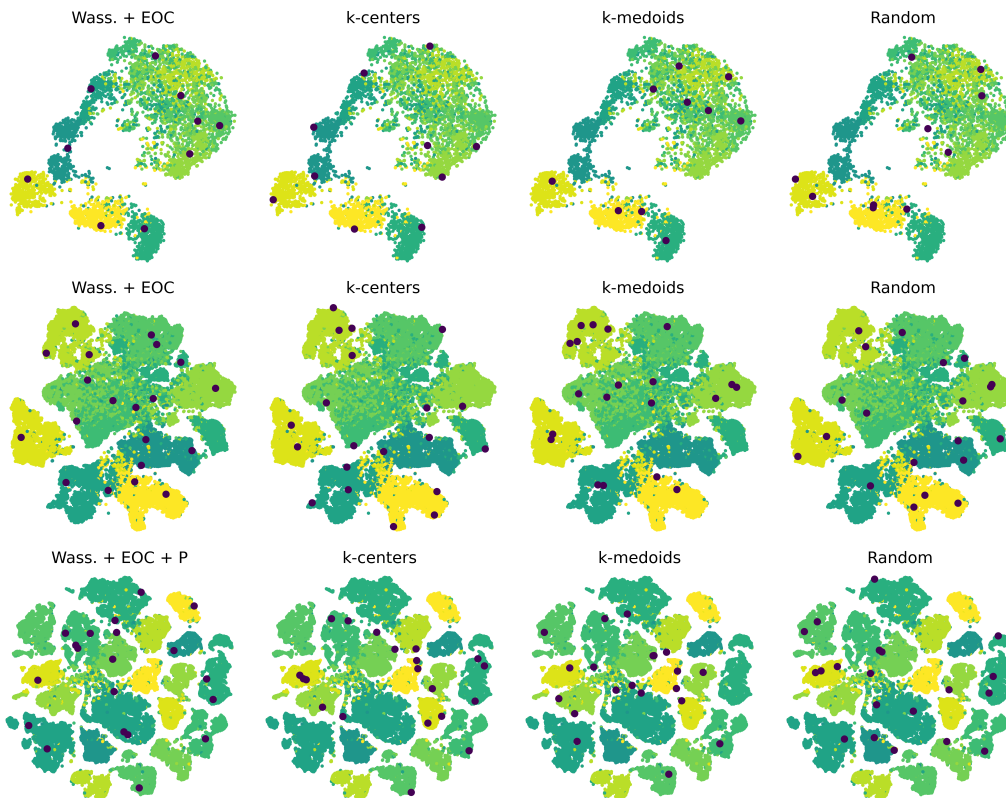 Wass. + EOC
k-centers
k-medoids
Random
Wass. + EOC
k-centers
k-medoids
Random
Wass. + EOC + P
k-centers
k-medoids
Random